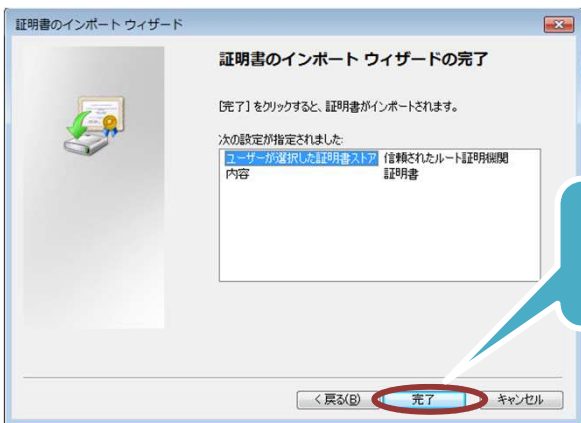 証明書のインポート ウィザード
証明書のインポート ウィザードの完了
[完了] をクリックすると、証明書がインポートされます。
次の設定が指定されました:
ユーザーが選択した証明書ストア 信頼されたルート証明機関
内容 証明書
< 戻る(B) 完了 キャンセル